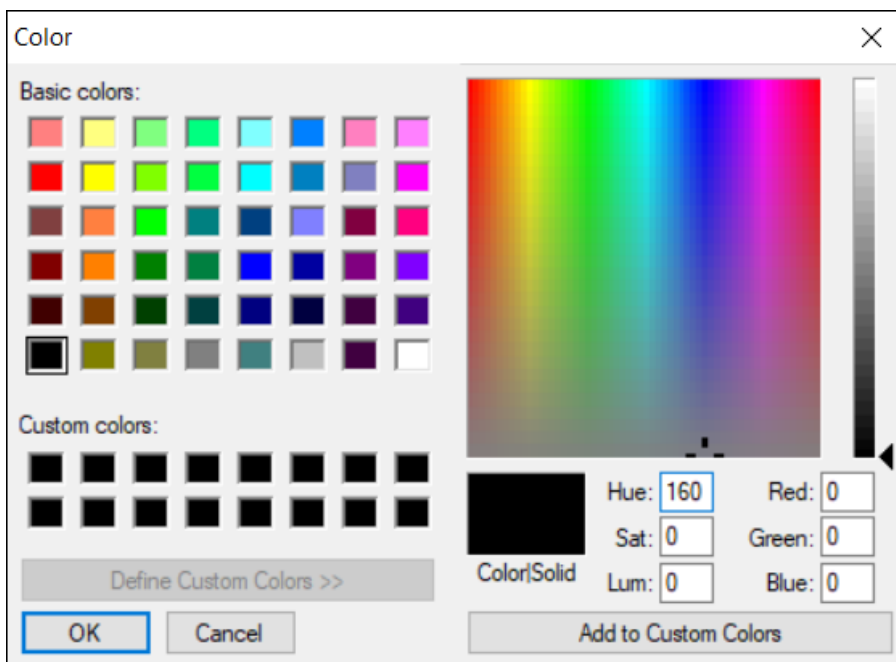 Color
Basic colors:
Custom colors:
Define Custom Colors >>
OK Cancel
Color|Solid
Hue: 160 Red: 0
Sat: 0 Green: 0
Lum: 0 Blue: 0
Add to Custom Colors